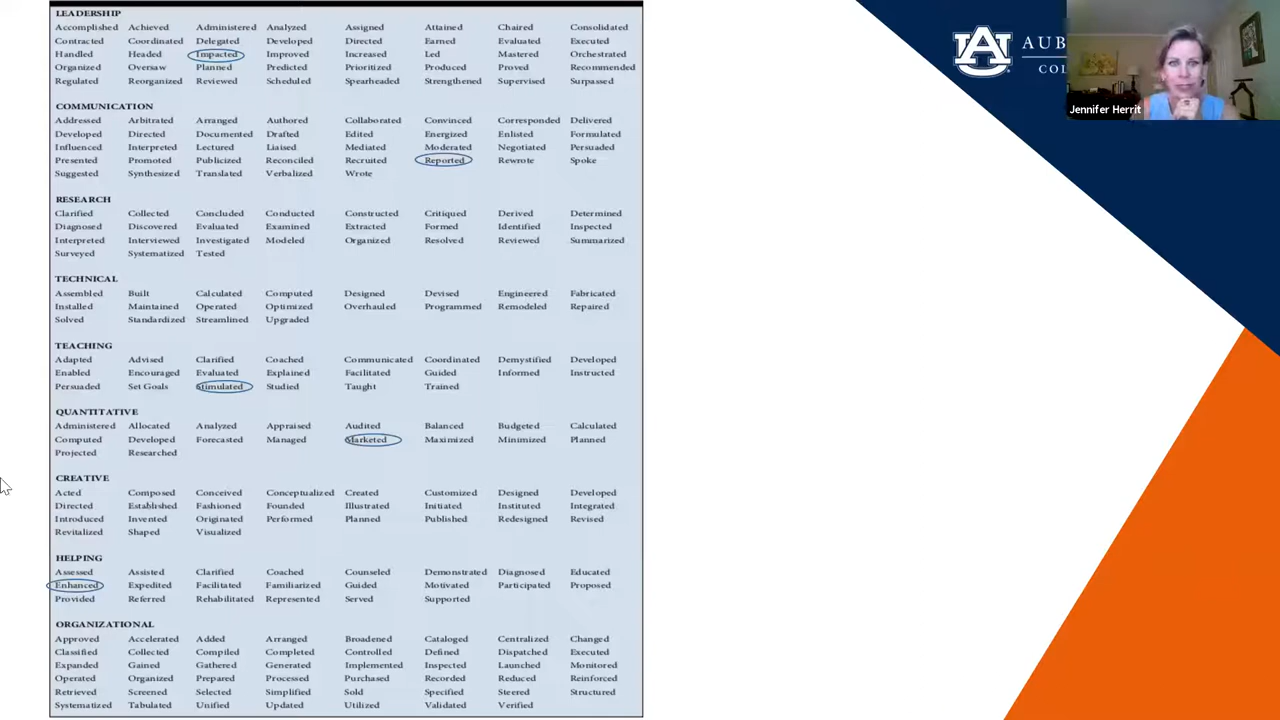 LEADERSHIP
Accomplished Achieved Administered Analyzed Assigned Attained Chaired Consolidated
Contracted Coordinated Delegated Developed Directed Earned Evaluated Executed
Handled Headed Impacted Improved Increased Led Mastered Orchestrated
Organized Oversaw Planned Predicted Prioritized Produced Proved Recommended
Regulated Reorganized Reviewed Scheduled Spearheaded Strengthened Supervised Surpassed
COMMUNICATION
Addressed Arbitrated Arranged Authored Collaborated Convinced Corresponded Delivered
Developed Directed Documented Drafted Edited Energized Enlisted Formulated
Influenced Interpreted Lectured Liaised Mediated Moderated Negotiated Persuaded
Presented Promoted Publicized Reconciled Recruited Reported Rewrote Spoke
Suggested Synthesized Translated Verbalized Wrote
RESEARCH
Clarified Collected Concluded Conducted Constructed Critiqued Derived Determined
Diagnosed Discovered Evaluated Examined Extracted Formed Identified Inspected
Interpreted Interviewed Investigated Modeled Organized Resolved Reviewed Summarized
Surveyed Systematized Tested
TECHNICAL
Assembled Built Calculated Computed Designed Devised Engineered Fabricated
Installed Maintained Operated Optimized Overhauled Programmed Remodeled Repaired
Solved Standardized Streamlined Upgraded
TEACHING
Adapted Advised Clarified Coached Communicated Coordinated Demystified Developed
Enabled Encouraged Evaluated Explained Facilitated Guided Informed Instructed
Persuaded Set Goals Stimulated Studied Taught Trained
QUANTITATIVE
Administered Allocated Analyzed Appraised Audited Balanced Budgeted Calculated
Computed Developed Forecasted Managed Marketed Maximized Minimized Planned
Projected Researched
CREATIVE
Acted Composed Conceived Conceptualized Created Customized Designed Developed
Directed Established Fashioned Founded Illustrated Initiated Instituted Integrated
Introduced Invented Originated Performed Planned Published Redesigned Revised
Revitalized Shaped Visualized
HELPING
Assessed Assisted Clarified Coached Counseled Demonstrated Diagnosed Educated
Enhanced Expedited Facilitated Familiarized Guided Motivated Participated Proposed
Provided Referred Rehabilitated Represented Served Supported
ORGANIZATIONAL
Approved Accelerated Added Arranged Broadened Cataloged Centralized Changed
Classified Collected Compiled Completed Controlled Defined Dispatched Executed
Expanded Gained Gathered Generated Implemented Inspected Launched Monitored
Operated Organized Prepared Processed Purchased Recorded Reduced Reinforced
Retrieved Screened Selected Simplified Sold Specified Steered Structured
Systematized Tabulated Unified Updated Utilized Validated Verified
AU
AUB
COL
Jennifer Herrit